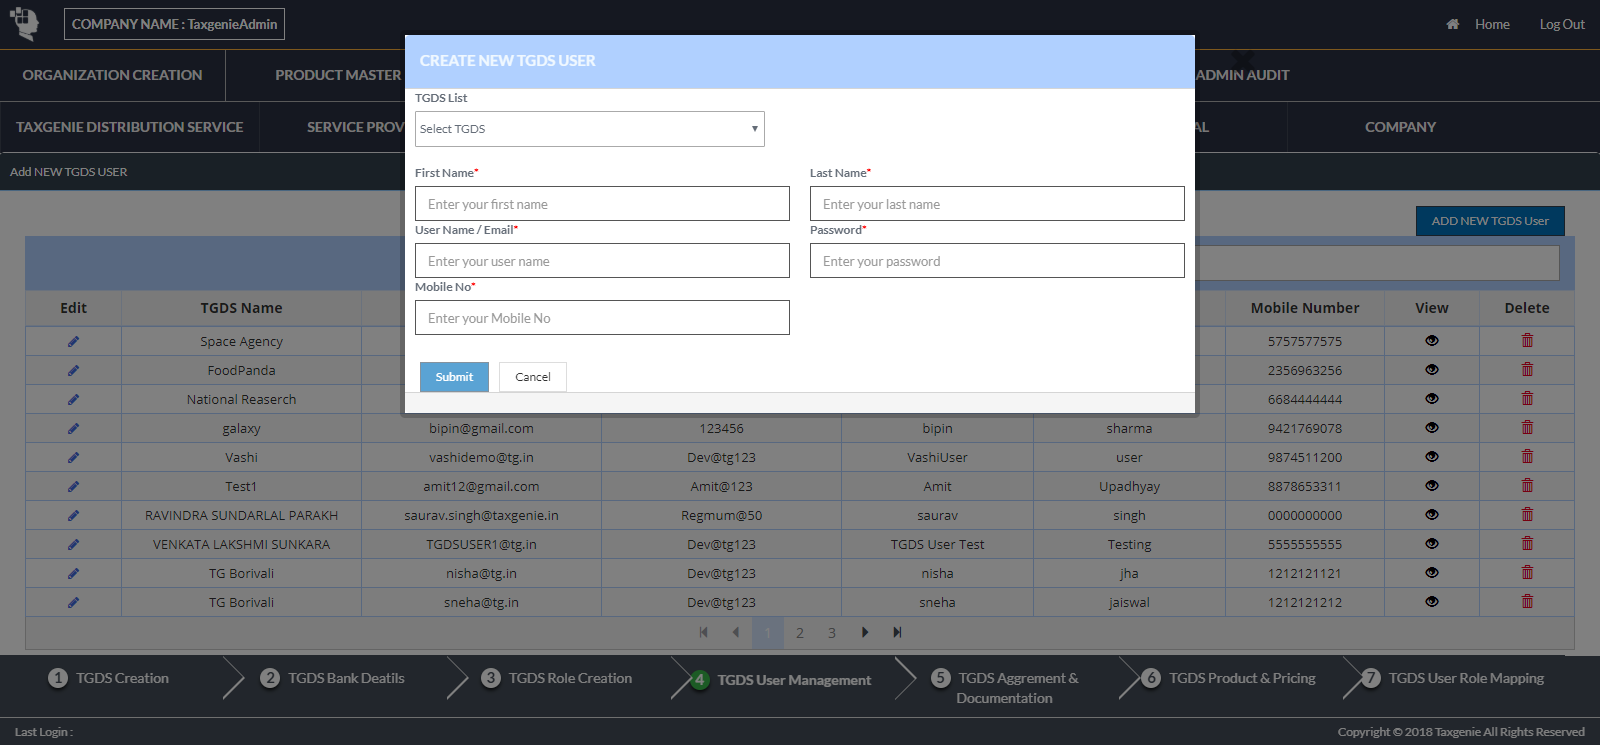 COMPANY NAME : TaxgenieAdmin
Home
Log Out
ORGANIZATION CREATION
PRODUCT MASTER
ADMIN AUDIT
TAXGENIE DISTRIBUTION SERVICE
SERVICE PROV
AL
COMPANY
Add NEW TGDS USER
CREATE NEW TGDS USER
TGDS List
Select TGDS
First Name*
Last Name*
Enter your first name
Enter your last name
User Name / Email*
Password*
Enter your user name
Enter your password
Mobile No*
Enter your Mobile No
Submit
Cancel
ADD NEW TGDS User
Edit TGDS Name Mobile Number View Delete
Space Agency 5757577575
FoodPanda 2356963256
National Reaserch 6684444444
galaxy bipin@gmail.com 123456 bipin sharma 9421769078
Vashi vashidemo@tg.in Dev@tg123 VashiUser user 9874511200
Test1 amit12@gmail.com Amit@123 Amit Upadhyay 8878653311
RAVINDRA SUNDARLAL PARAKH saurav.singh@taxgenie.in Regmum@50 saurav singh 0000000000
VENKATA LAKSHMI SUNKARA TGDSUSER1@tg.in Dev@tg123 TGDS User Test Testing 5555555555
TG Borivali nisha@tg.in Dev@tg123 nisha jha 1212121121
TG Borivali sneha@tg.in Dev@tg123 sneha jaiswal 1212121212
1 2 3
1 TGDS Creation
2 TGDS Bank Deatils
3 TGDS Role Creation
4 TGDS User Management
5 TGDS Aggrement &
Documentation
6 TGDS Product & Pricing
7 TGDS User Role Mapping
Last Login :
Copyright © 2018 Taxgenie All Rights Reserved